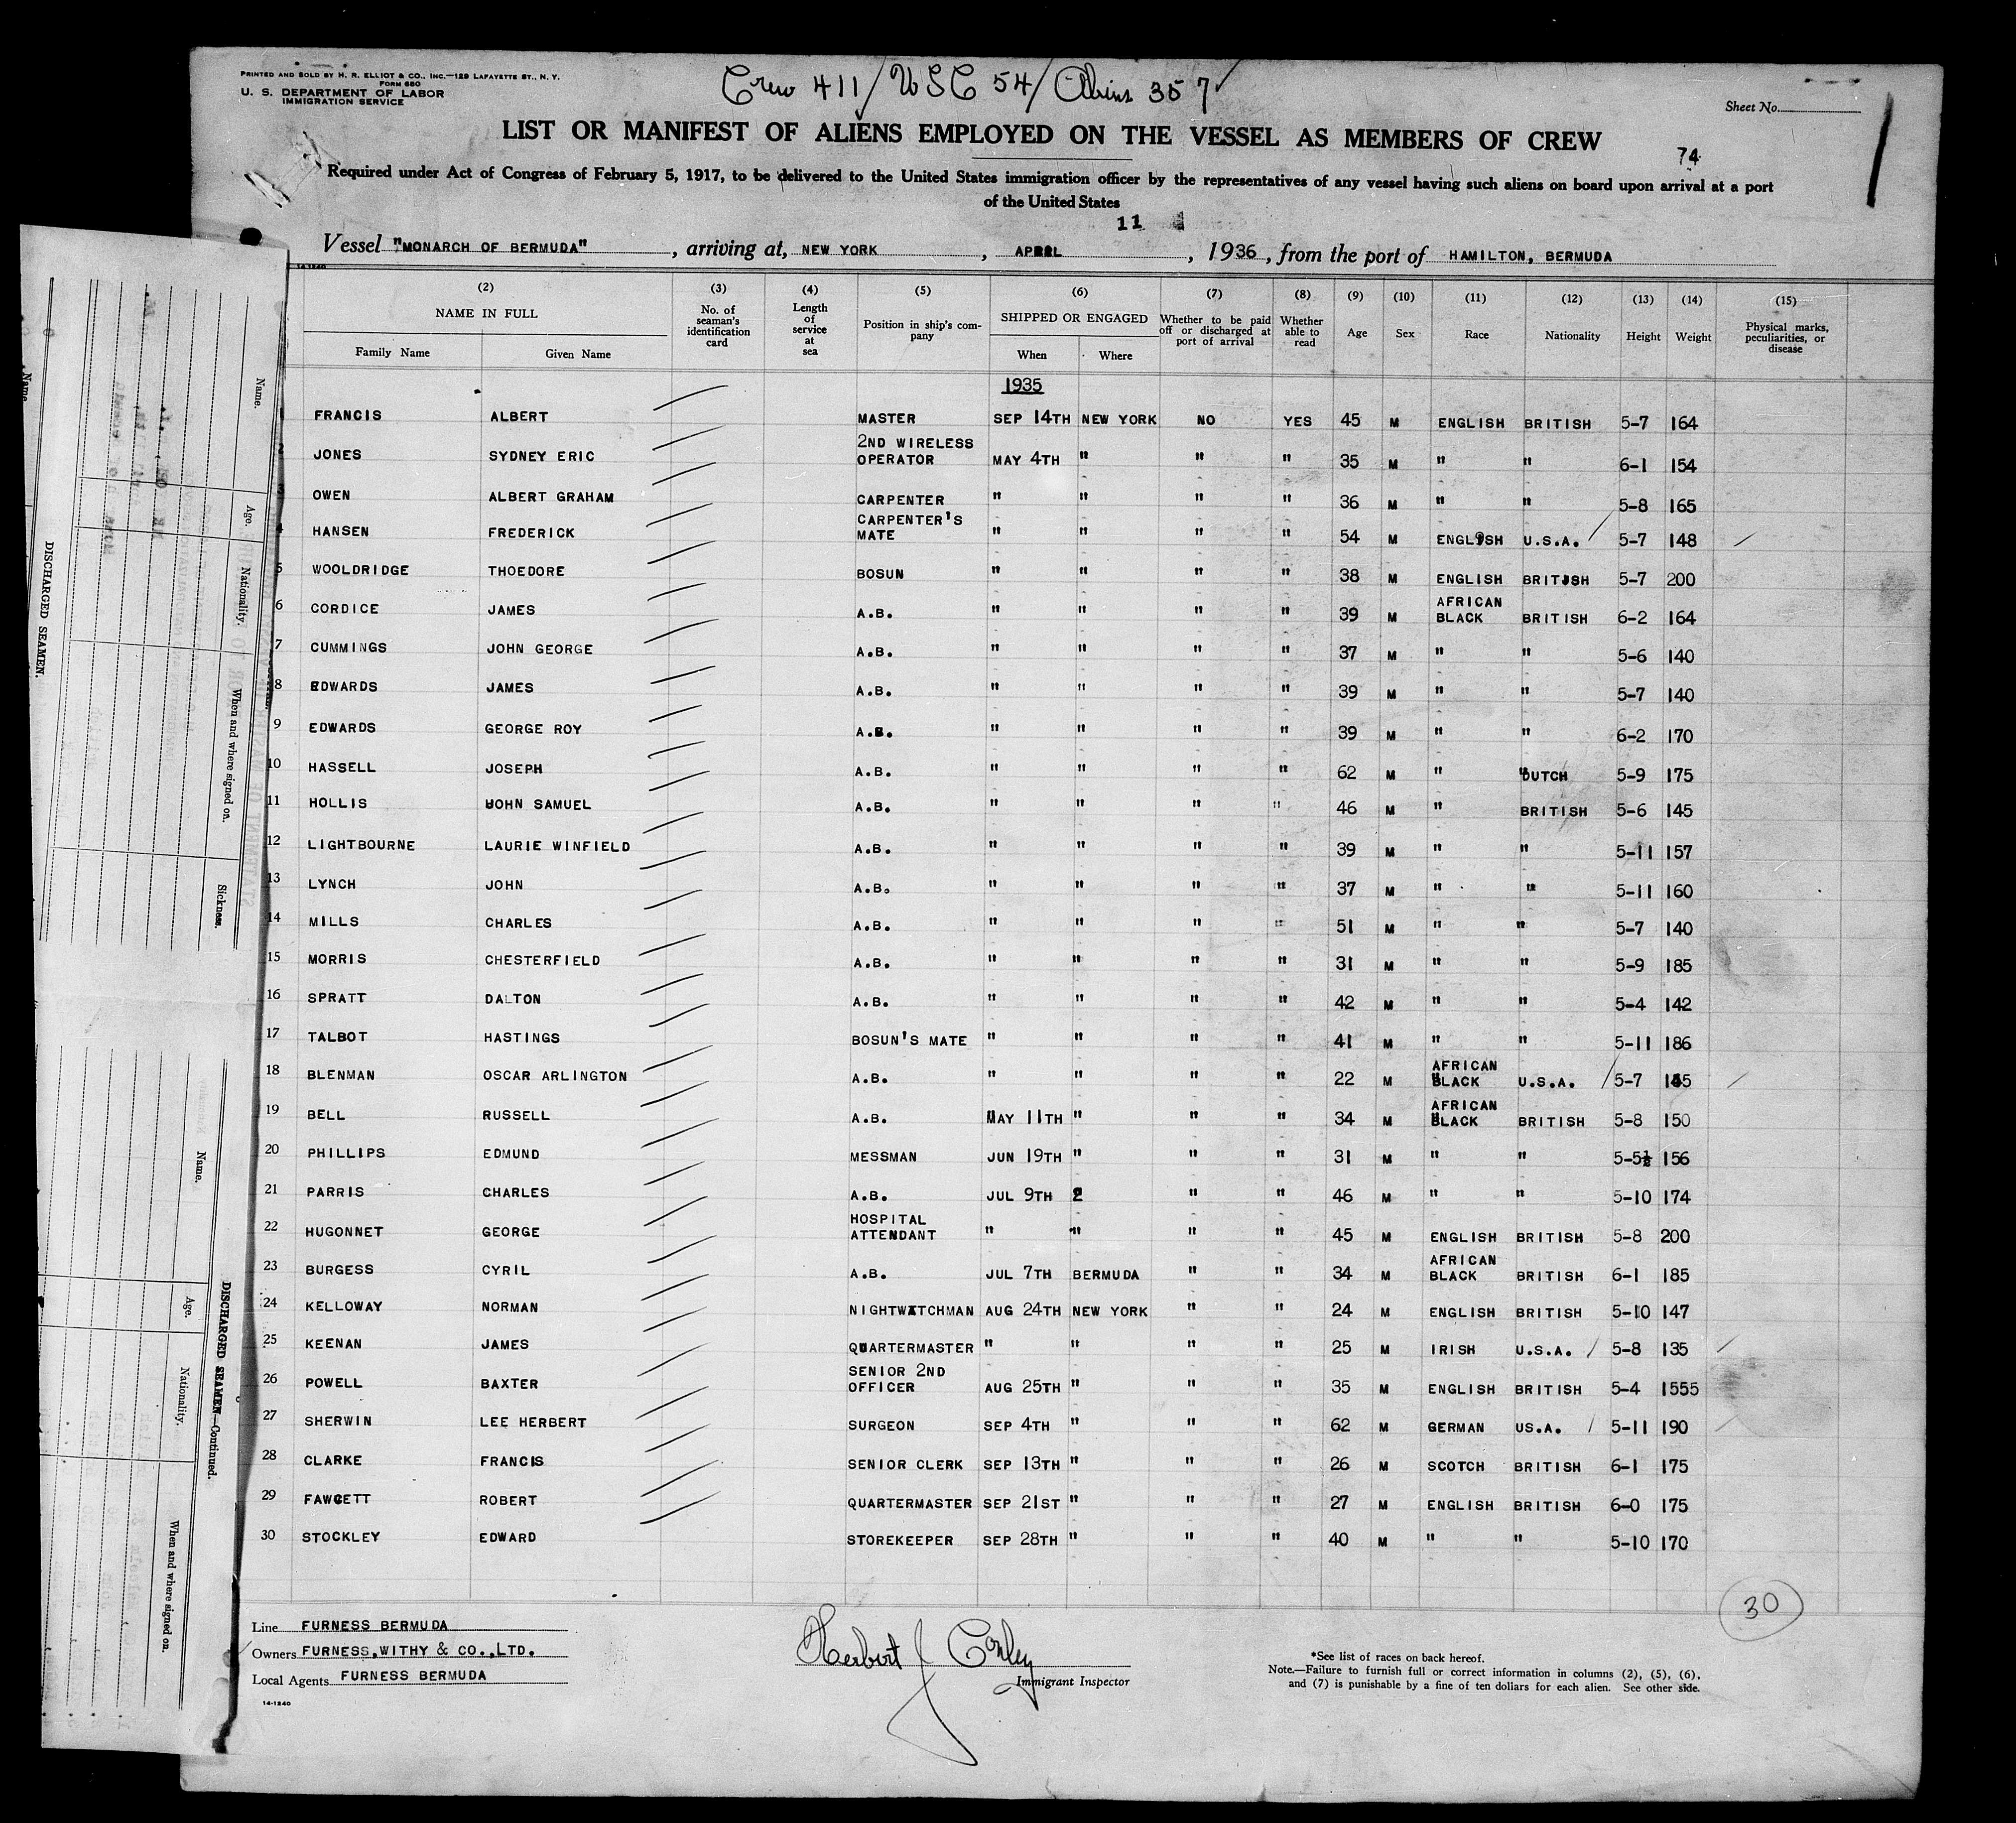 PRINTED AND SOLD BY H. R. ELLIOT & CO., INC.—129 LAFAYETTE ST., N. Y.
FORM 680
U. S. DEPARTMENT OF LABOR
IMMIGRATION SERVICE
Crew 411/ USC 54/ Aliens 357
Sheet No.
LIST OR MANIFEST OF ALIENS EMPLOYED ON THE VESSEL AS MEMBERS OF CREW
74
Required under Act of Congress of February 5, 1917, to be delivered to the United States immigration officer by the representatives of any vessel having such aliens on board upon arrival at a port
of the United States
11
Vessel "MONARCH OF BERMUDA", arriving at, NEW YORK, APRIL, 1936, from the port of HAMILTON, BERMUDA
14-1240
(2) (3) (4) (5) (6) (7) (8) (9) (10) (11) (12) (13) (14) (15)
NAME IN FULL No. of seaman's identification card Length of service at sea Position in ship's company SHIPPED OR ENGAGED Whether to be paid off or discharged at port of arrival Whether able to read Age Sex Race Nationality Height Weight Physical marks, peculiarities, or disease
Family Name Given Name When Where
1935
1 FRANCIS ALBERT MASTER SEP 14TH NEW YORK NO YES 45 M ENGLISH BRITISH 5-7 164
2 JONES SYDNEY ERIC 2ND WIRELESS OPERATOR MAY 4TH " " " 35 M " " 6-1 154
3 OWEN ALBERT GRAHAM CARPENTER " " " " 36 M " " 5-8 165
4 HANSEN FREDERICK CARPENTER'S MATE " " " " 54 M ENGLISH U.S.A. 5-7 148
5 WOOLDRIDGE THOEDORE BOSUN " " " " 38 M ENGLISH BRITISH 5-7 200
6 CORDICE JAMES A.B. " " " " 39 M AFRICAN BLACK BRITISH 6-2 164
7 CUMMINGS JOHN GEORGE A.B. " " " " 37 M " " 5-6 140
8 EDWARDS JAMES A.B. " " " " 39 M " " 5-7 140
9 EDWARDS GEORGE ROY A.B. " " " " 39 M " " 6-2 170
10 HASSELL JOSEPH A.B. " " " " 62 M " DUTCH 5-9 175
11 HOLLIS JOHN SAMUEL A.B. " " " " 46 M " BRITISH 5-6 145
12 LIGHTBOURNE LAURIE WINFIELD A.B. " " " " 39 M " " 5-11 157
13 LYNCH JOHN A.B. " " " " 37 M " " 5-11 160
14 MILLS CHARLES A.B. " " " " 51 M " " 5-7 140
15 MORRIS CHESTERFIELD A.B. " " " " 31 M " " 5-9 185
16 SPRATT DALTON A.B. " " " " 42 M " " 5-4 142
17 TALBOT HASTINGS BOSUN'S MATE " " " " 41 M " " 5-11 186
18 BLENMAN OSCAR ARLINGTON A.B. " " " " 22 M AFRICAN BLACK U.S.A. 5-7
19 BELL RUSSELL A.B. MAY 11TH " " " 34 M AFRICAN BLACK BRITISH 5-8 150
20 PHILLIPS EDMUND MESSMAN JUN 19TH " " " 31 M " " 5-5½ 156
21 PARRIS CHARLES A.B. JUL 9TH 2 " " 46 M " " 5-10 174
22 HUGONNET GEORGE HOSPITAL ATTENDANT " " " " 45 M ENGLISH BRITISH 5-8 200
23 BURGESS CYRIL A.B. JUL 7TH BERMUDA " " 34 M AFRICAN BLACK BRITISH 6-1 185
24 KELLOWAY NORMAN NIGHTWATCHMAN AUG 24TH NEW YORK " " 24 M ENGLISH BRITISH 5-10 147
25 KEENAN JAMES QUARTERMASTER " " " " 25 M IRISH U.S.A. 5-8 135
26 POWELL BAXTER SENIOR 2ND OFFICER AUG 25TH " " " 35 M ENGLISH BRITISH 5-4 1555
27 SHERWIN LEE HERBERT SURGEON SEP 4TH " " " 62 M GERMAN US.A. 5-11 190
28 CLARKE FRANCIS SENIOR CLERK SEP 13TH " " " 26 M SCOTCH BRITISH 6-1 175
29 FAWCETT ROBERT QUARTERMASTER SEP 21ST " " " 27 M ENGLISH BRITISH 6-0 175
30 STOCKLEY EDWARD STOREKEEPER SEP 28TH " " " 40 M " " 5-10 170
30
Line FURNESS BERMUDA
Owners FURNESS, WITHY & CO., LTD.
Local Agents FURNESS BERMUDA
14-1240
Herbert J Conley
Immigrant Inspector
*See list of races on back hereof.
Note.—Failure to furnish full or correct information in columns (2), (5), (6),
and (7) is punishable by a fine of ten dollars for each alien. See other side.
DISCHARGED SEAMEN.
Name.
Name. Age. Nationality. When and where signed on. Sickness.
DISCHARGED SEAMEN—Continued.
Name. Age. Nationality. When and where signed on.